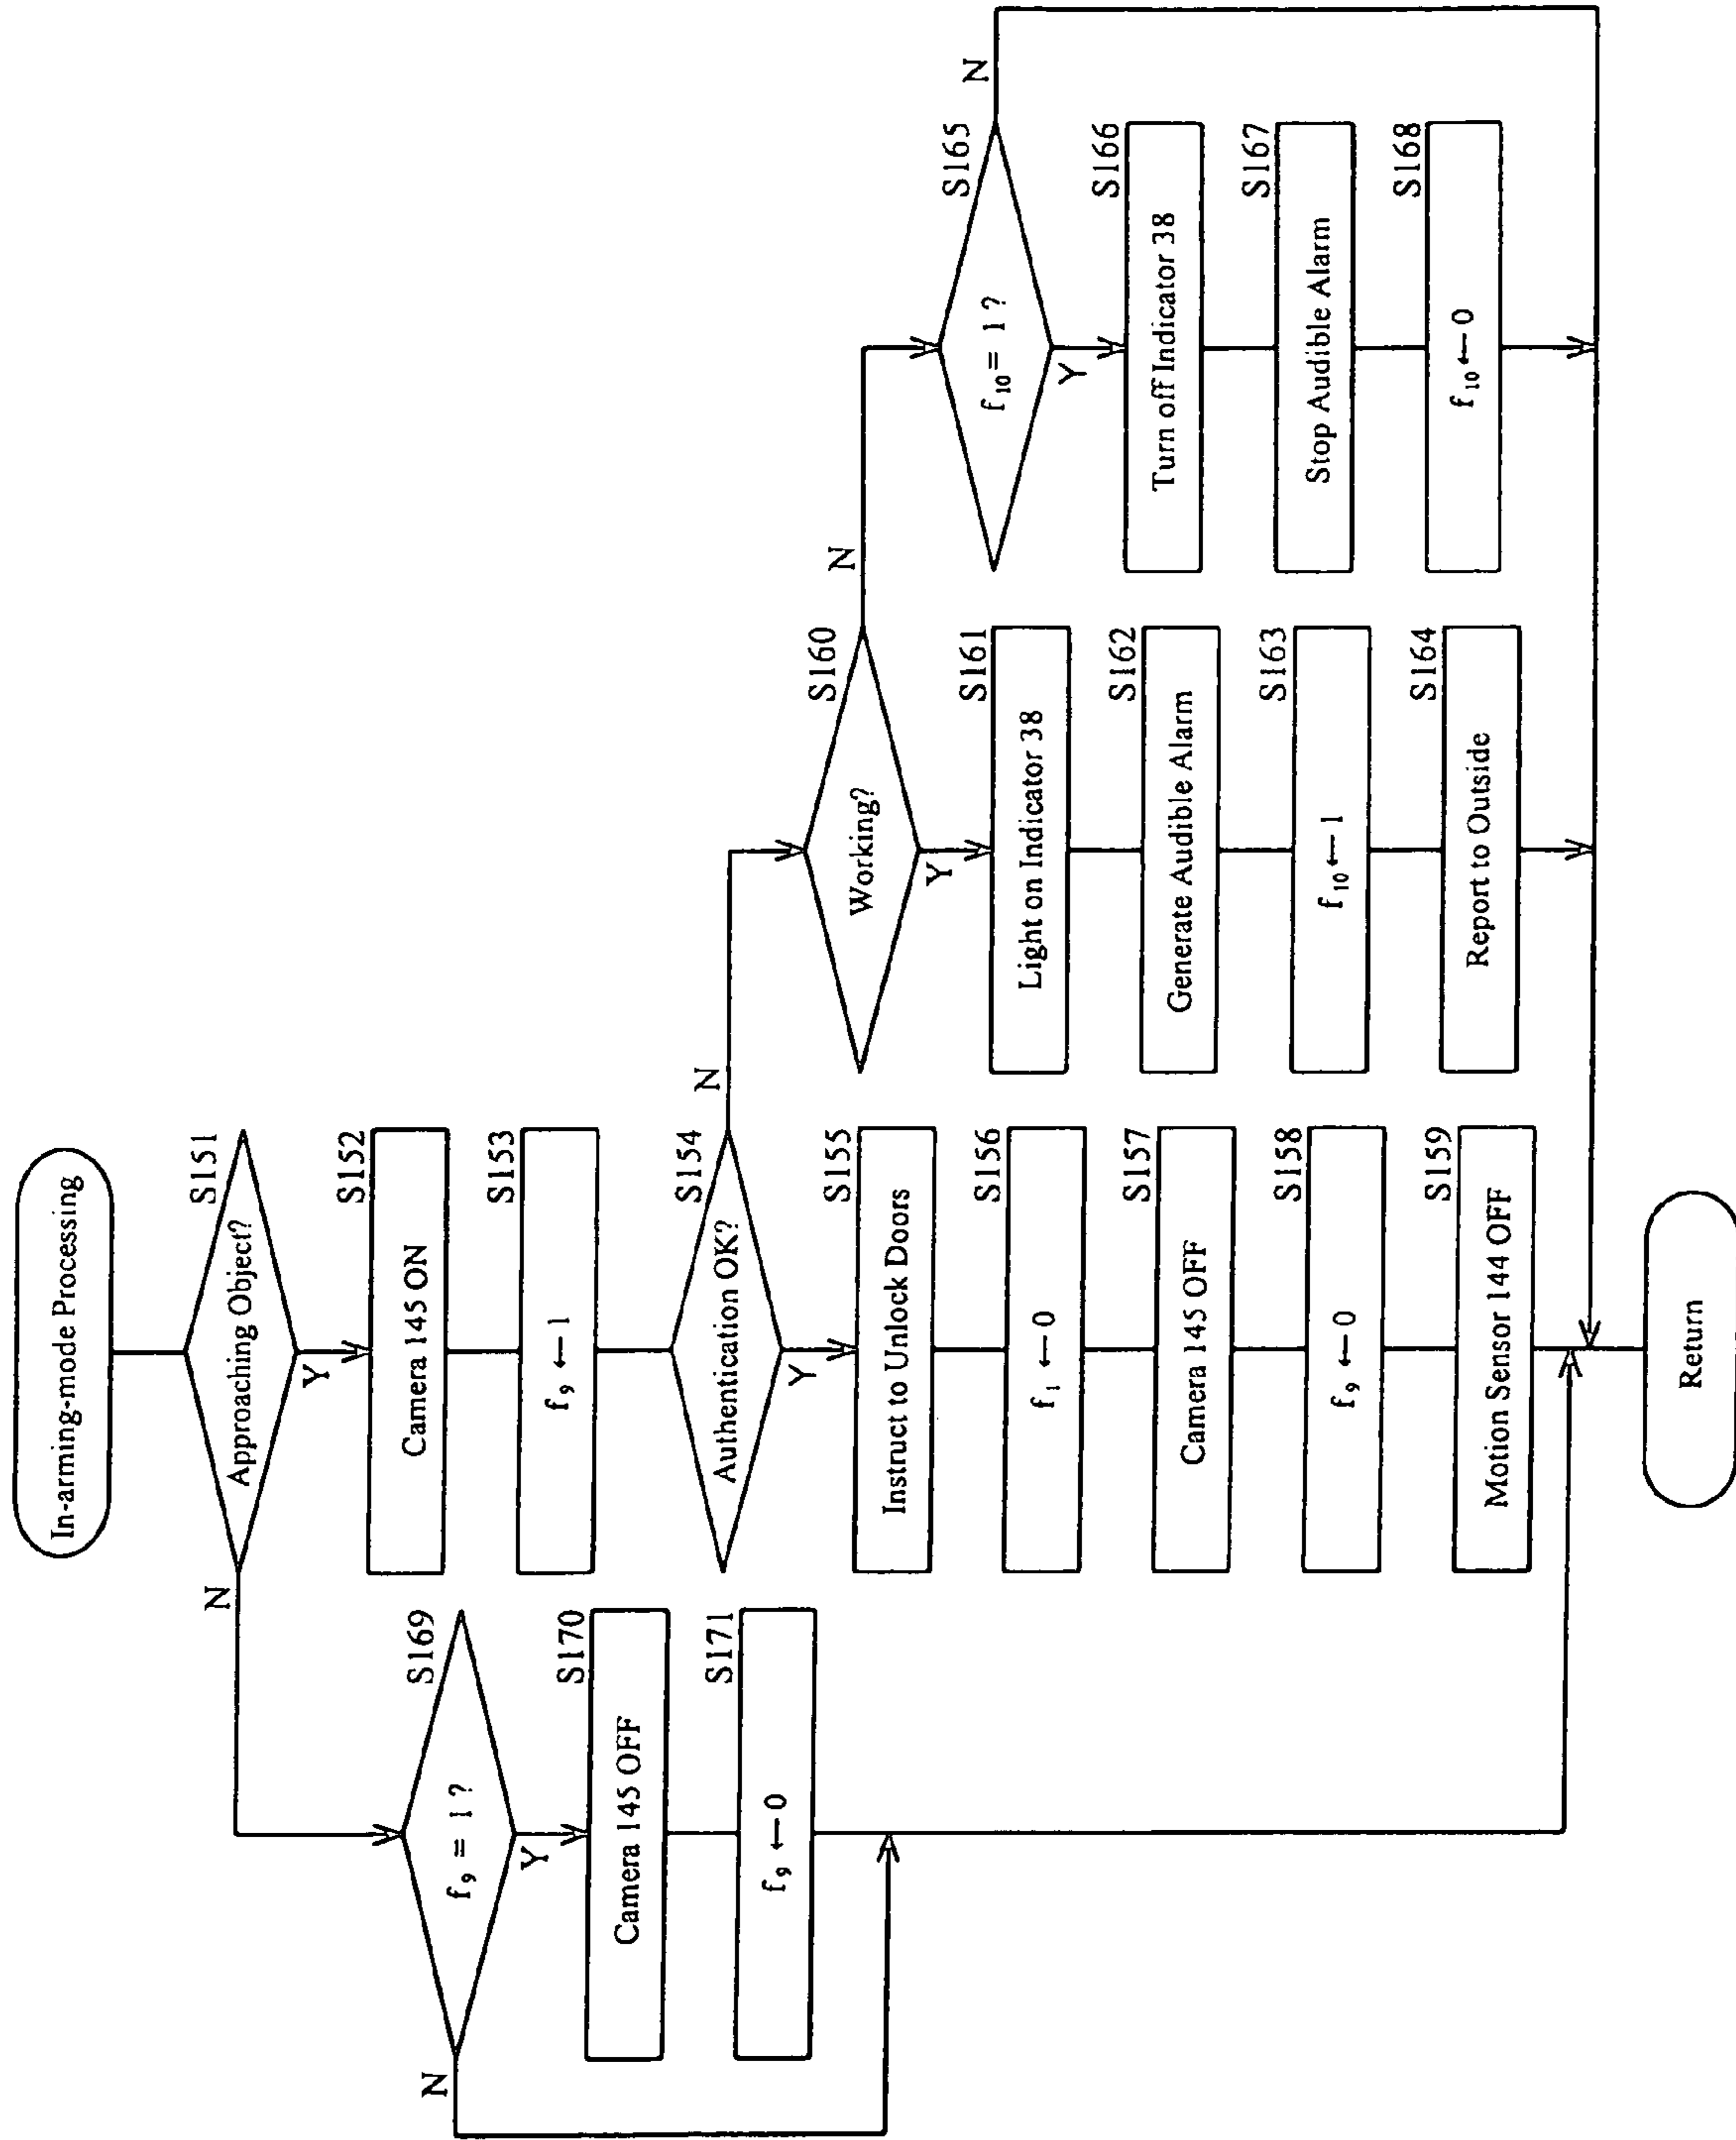 In-arming-mode Processing
S151
Approaching Object?
N
Y
S152
Camera 145 ON
S153
f9 ← 1
S154
Authentication OK?
N
Y
S155
Instruct to Unlock Doors
S156
f1 ← 0
S157
Camera 145 OFF
S158
f9 ← 0
S159
Motion Sensor 144 OFF
S160
Working?
N
Y
S161
Light on Indicator 38
S162
Generate Audible Alarm
S163
f10 ← 1
S164
Report to Outside
S165
f10 = 1 ?
N
Y
S166
Turn off Indicator 38
S167
Stop Audible Alarm
S168
f10 ← 0
S169
f9 = 1 ?
N
Y
S170
Camera 145 OFF
S171
f9 ← 0
Return